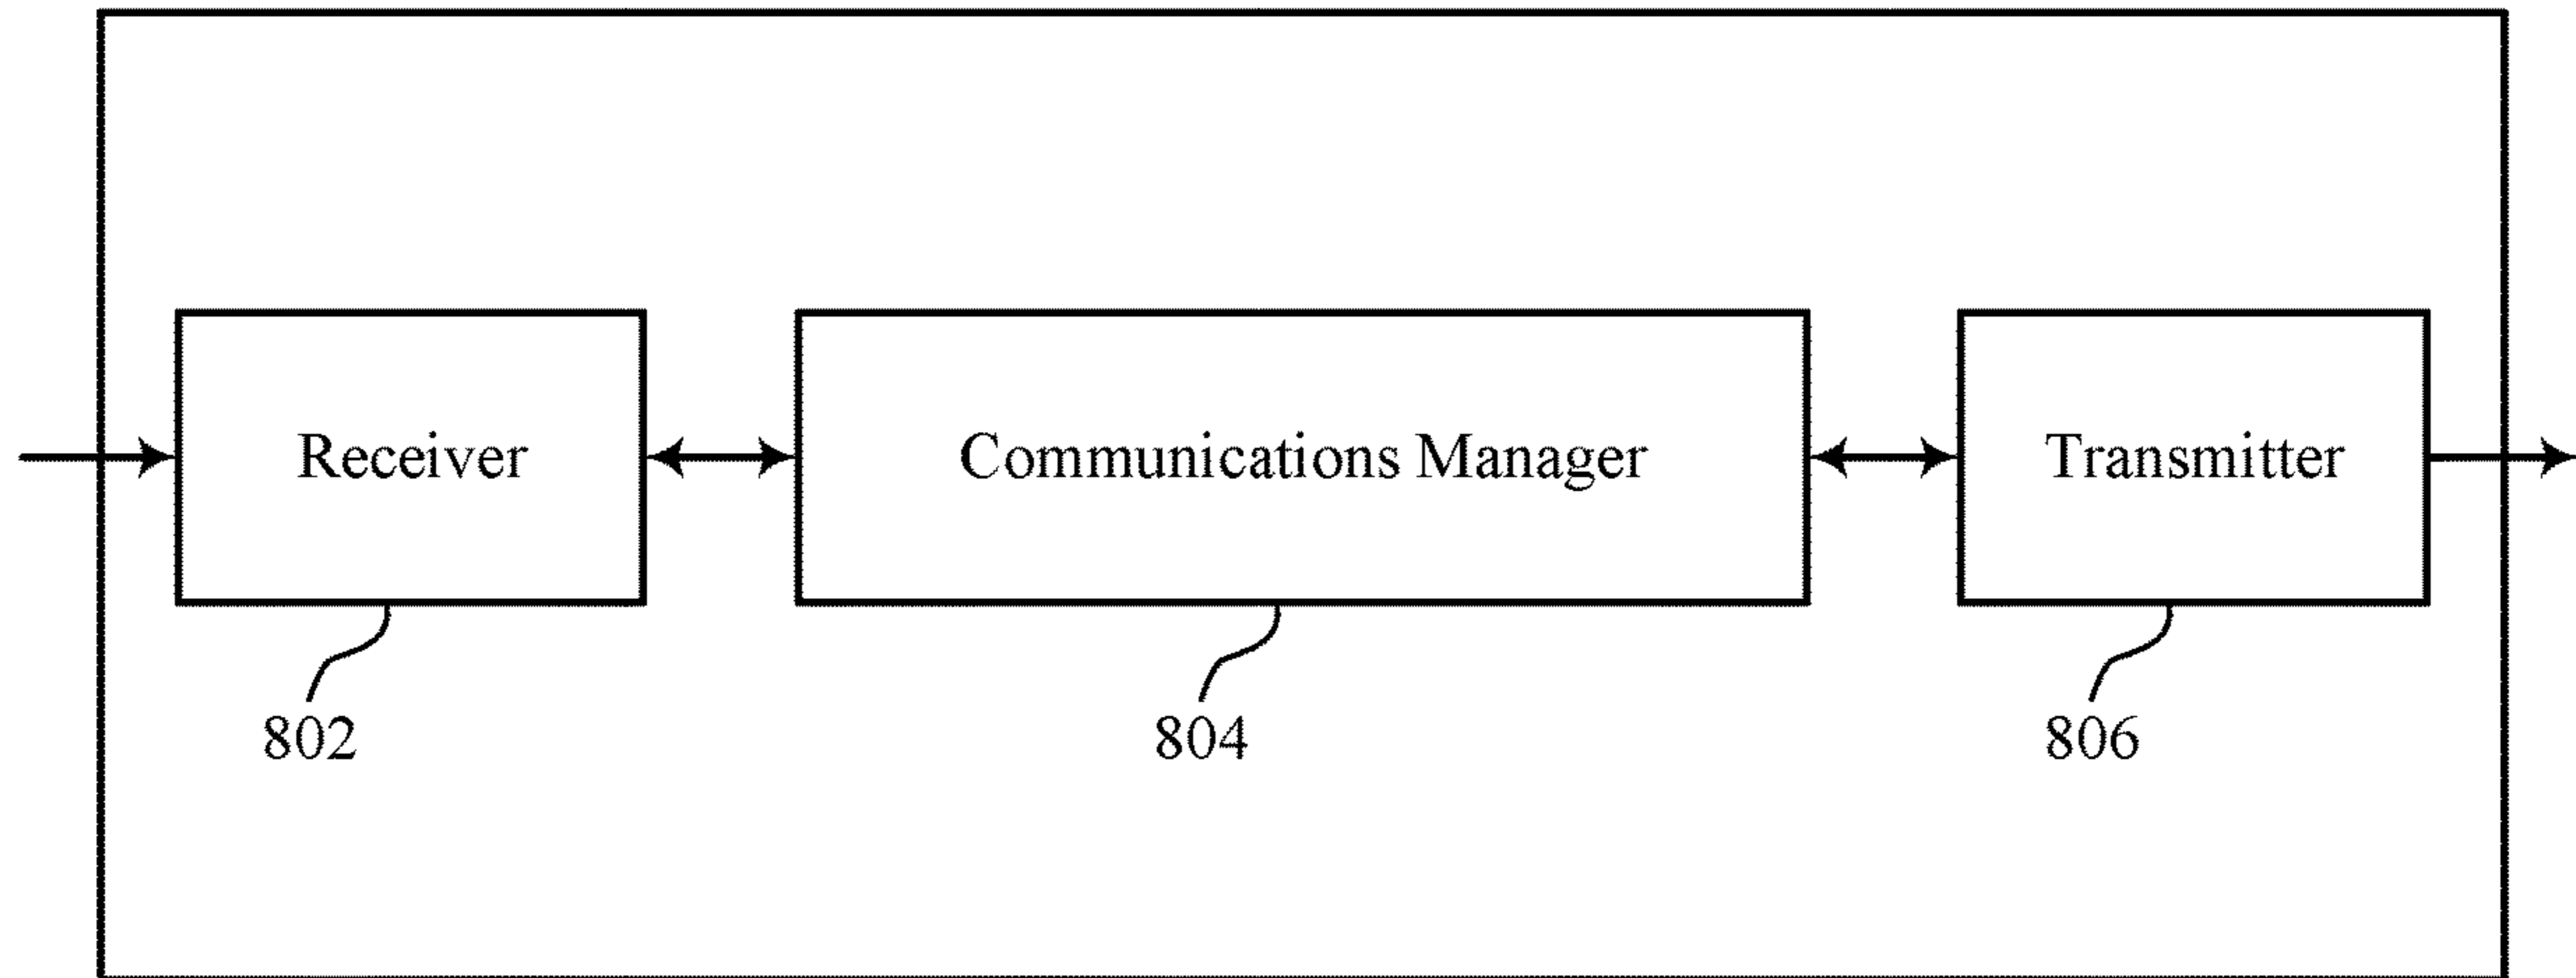 Receiver
Communications Manager
Transmitter
802
804
806